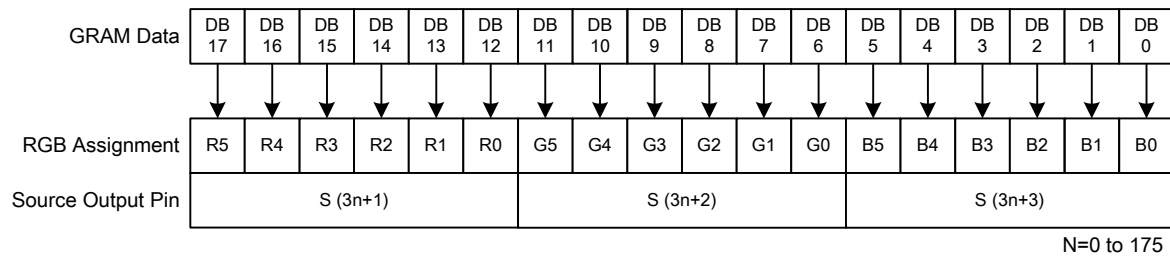 GRAM Data DB 17 DB 16 DB 15 DB 14 DB 13 DB 12 DB 11 DB 10 DB 9 DB 8 DB 7 DB 6 DB 5 DB 4 DB 3 DB 2 DB 1 DB 0
RGB Assignment R5 R4 R3 R2 R1 R0 G5 G4 G3 G2 G1 G0 B5 B4 B3 B2 B1 B0
Source Output Pin S (3n+1) S (3n+2) S (3n+3)
N=0 to 175